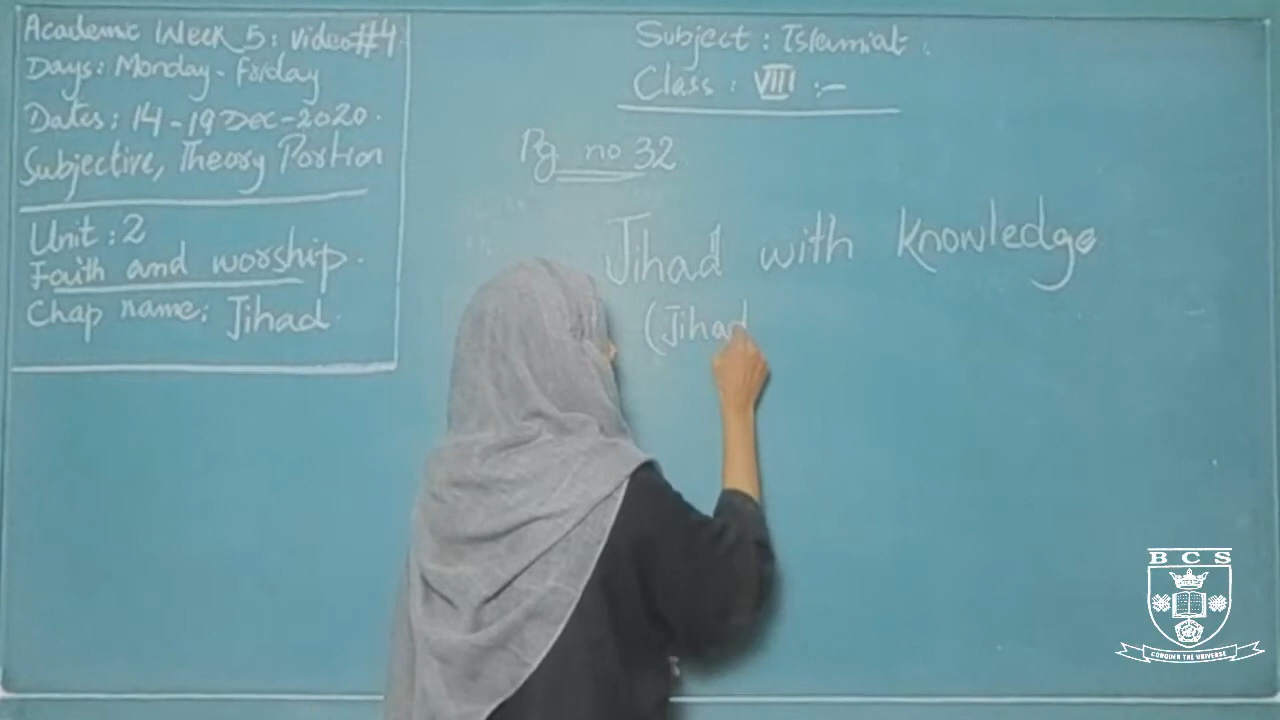 Academic Week 5: Video#4
Days: Monday - Friday
Dates: 14 - 19 Dec - 2020.
Subjective, Theory Portion
Unit : 2
Faith and worship.
Chap name: Jihad.
Subject : Islamiat.
Class : VIII :-
Pg no 32
Jihad with knowledge
(Jihad
BCS
CONQUER THE UNIVERSE